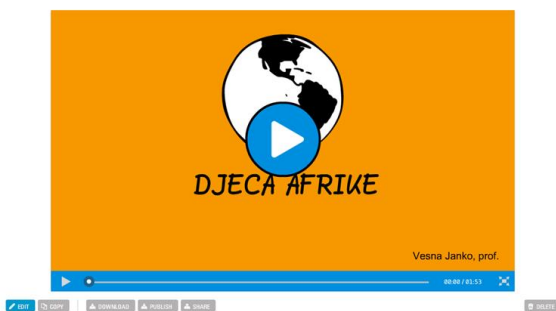 DJECA AFRIKE
Vesna Janko, prof.
00:00 / 01:53
EDIT COPY DOWNLOAD PUBLISH SHARE DELETE